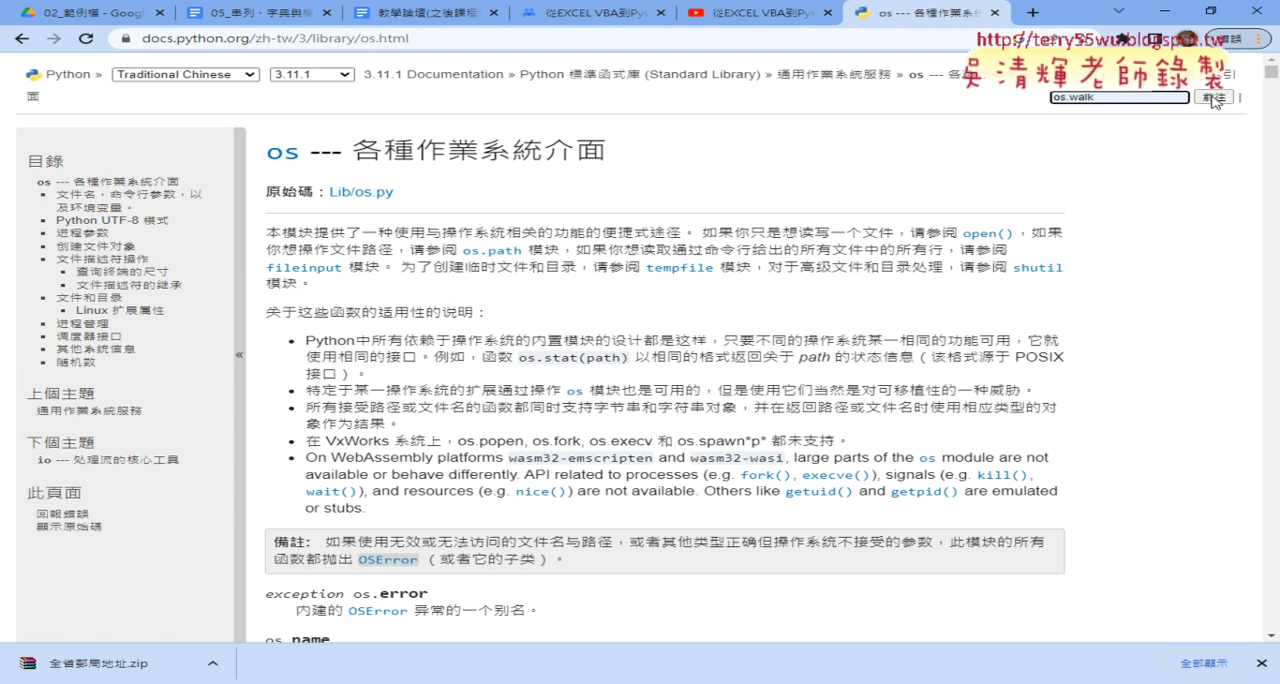 02_範例檔 - Googl
05_串列、字典與檔
教學論壇(之後課程
從EXCEL VBA到Py
從EXCEL VBA到Py
os --- 各種作業系統
docs.python.org/zh-tw/3/library/os.html
http://terry55wu.blogspot.tw
吳清輝老師錄製
Python » Traditional Chinese 3.11.1 3.11.1 Documentation » Python 標準函式庫 (Standard Library) » 通用作業系統服務 » os --- 各
面
os.walk 前往 |
目錄
os --- 各種作業系統介面
文件名，命令行参数，以
及环境变量。
Python UTF-8 模式
进程参数
创建文件对象
文件描述符操作
查询终端的尺寸
文件描述符的继承
文件和目录
Linux 扩展属性
进程管理
调度器接口
其他系统信息
随机数
上個主題
通用作業系統服務
下個主題
io --- 处理流的核心工具
此頁面
回報錯誤
顯示原始碼
«
os --- 各種作業系統介面
原始碼：Lib/os.py
本模块提供了一种使用与操作系统相关的功能的便捷式途径。 如果你只是想读写一个文件，请参阅 open()，如果
你想操作文件路径，请参阅 os.path 模块，如果你想读取通过命令行给出的所有文件中的所有行，请参阅
fileinput 模块。 为了创建临时文件和目录，请参阅 tempfile 模块，对于高级文件和目录处理，请参阅 shutil
模块。
关于这些函数的适用性的说明：
Python中所有依赖于操作系统的内置模块的设计都是这样，只要不同的操作系统某一相同的功能可用，它就
使用相同的接口。例如，函数 os.stat(path) 以相同的格式返回关于 path 的状态信息（该格式源于 POSIX
接口）。
特定于某一操作系统的扩展通过操作 os 模块也是可用的，但是使用它们当然是对可移植性的一种威胁。
所有接受路径或文件名的函数都同时支持字节串和字符串对象，并在返回路径或文件名时使用相应类型的对
象作为结果。
在 VxWorks 系统上，os.popen, os.fork, os.execv 和 os.spawn*p* 都未支持。
On WebAssembly platforms wasm32-emscripten and wasm32-wasi, large parts of the os module are not
available or behave differently. API related to processes (e.g. fork(), execve()), signals (e.g. kill(),
wait()), and resources (e.g. nice()) are not available. Others like getuid() and getpid() are emulated
or stubs.
備註: 如果使用无效或无法访问的文件名与路径，或者其他类型正确但操作系统不接受的参数，此模块的所有
函数都抛出 OSError （或者它的子类）。
exception os.error
内建的 OSError 异常的一个别名。
os name
全省郵局地址.zip
全部顯示